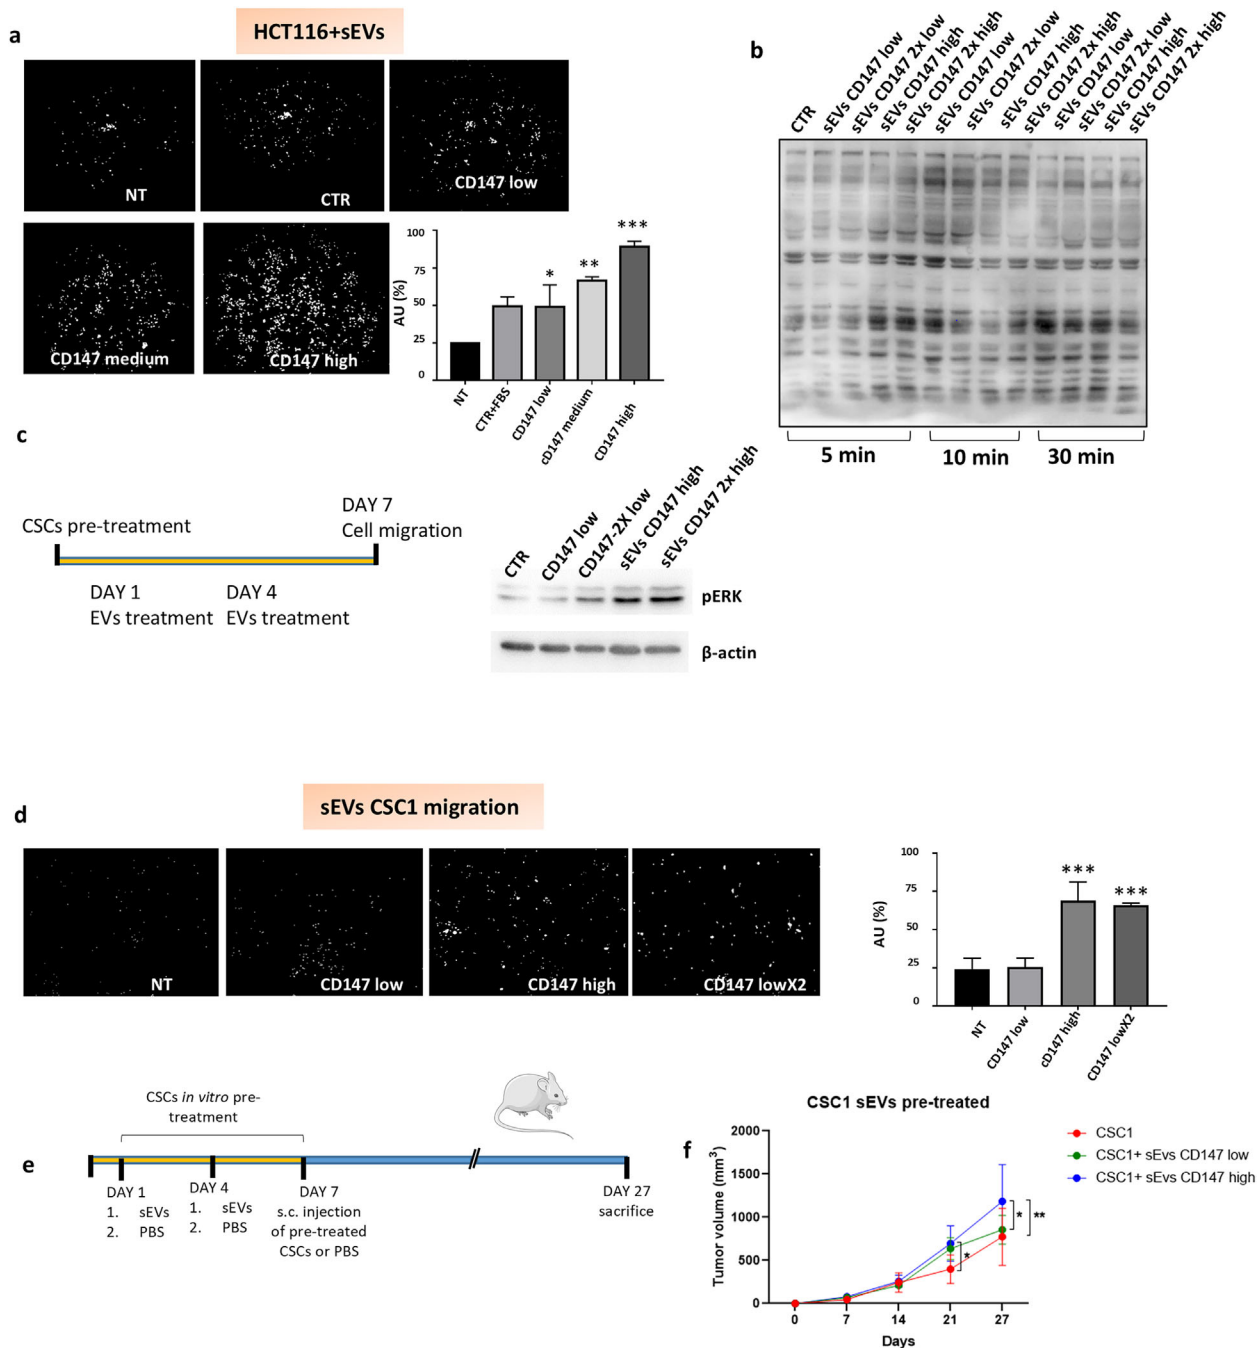 a
HCT116+sEVs
NT
CTR
CD147 low
CD147 medium
CD147 high
AU (%)
100
75
50
25
0
*
**
***
NT
CTR+FBS
CD147 low
cD147 medium
CD147 high
b
CTR
sEVs CD147 low
sEVs CD147 2x low
sEVs CD147 high
sEVs CD147 2x high
sEVs CD147 low
sEVs CD147 2x low
sEVs CD147 high
sEVs CD147 2x high
sEVs CD147 low
sEVs CD147 2x low
sEVs CD147 high
sEVs CD147 2x high
5 min
10 min
30 min
c
CSCs pre-treatment
DAY 7
Cell migration
DAY 1
EVs treatment
DAY 4
EVs treatment
CTR
CD147 low
CD147-2X low
sEVs CD147 high
sEVs CD147 2x high
pERK
β-actin
d
sEVs CSC1 migration
NT
CD147 low
CD147 high
CD147 lowX2
AU (%)
100
75
50
25
0
***
***
NT
CD147 low
cD147 high
CD147 lowX2
e
CSCs in vitro pre-
treatment
DAY 1
1. sEVs
2. PBS
DAY 4
1. sEVs
2. PBS
DAY 7
s.c. injection
of pre-treated
CSCs or PBS
DAY 27
sacrifice
f
CSC1 sEVs pre-treated
Tumor volume (mm³)
2000
1500
1000
500
0
0 7 14 21 27
Days
*
*
**
CSC1
CSC1+ sEvs CD147 low
CSC1+ sEvs CD147 high